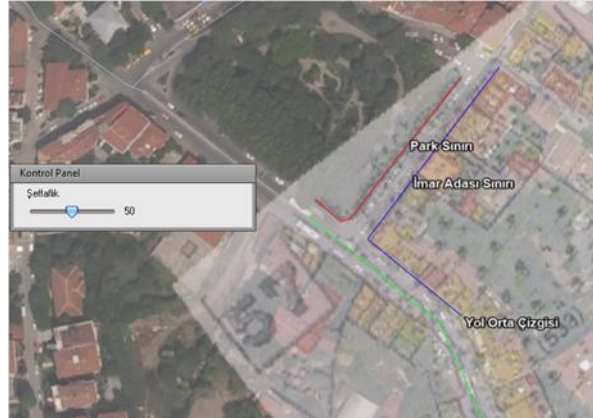 Park Sınırı
Kontrol Panel
Şeffaflık
50
İmar Adası Sınırı
Yol Orta Çizgisi